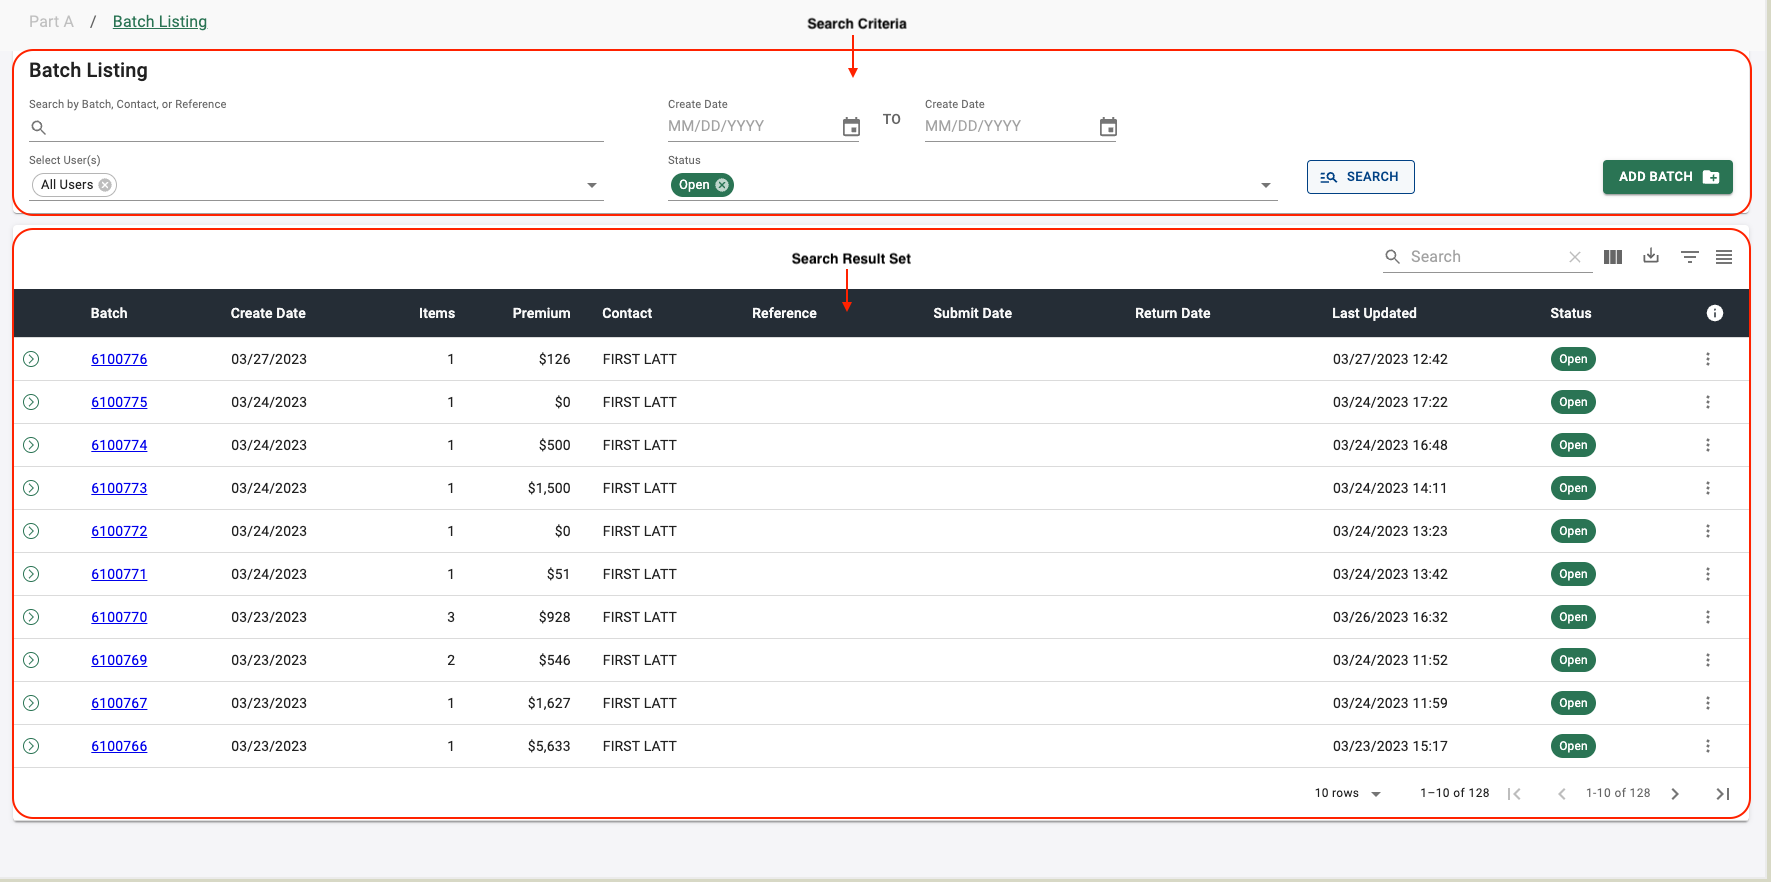 Part A / Batch Listing
Search Criteria
Batch Listing
Search by Batch, Contact, or Reference
Create Date
MM/DD/YYYY
TO
Create Date
MM/DD/YYYY
Select User(s)
All Users
Status
Open
SEARCH
ADD BATCH
Search Result Set
Search
Batch Create Date Items Premium Contact Reference Submit Date Return Date Last Updated Status
6100776 03/27/2023 1 $126 FIRST LATT 03/27/2023 12:42 Open
6100775 03/24/2023 1 $0 FIRST LATT 03/24/2023 17:22 Open
6100774 03/24/2023 1 $500 FIRST LATT 03/24/2023 16:48 Open
6100773 03/24/2023 1 $1,500 FIRST LATT 03/24/2023 14:11 Open
6100772 03/24/2023 1 $0 FIRST LATT 03/24/2023 13:23 Open
6100771 03/24/2023 1 $51 FIRST LATT 03/24/2023 13:42 Open
6100770 03/23/2023 3 $928 FIRST LATT 03/26/2023 16:32 Open
6100769 03/23/2023 2 $546 FIRST LATT 03/24/2023 11:52 Open
6100767 03/23/2023 1 $1,627 FIRST LATT 03/24/2023 11:59 Open
6100766 03/23/2023 1 $5,633 FIRST LATT 03/23/2023 15:17 Open
10 rows 1–10 of 128 1-10 of 128